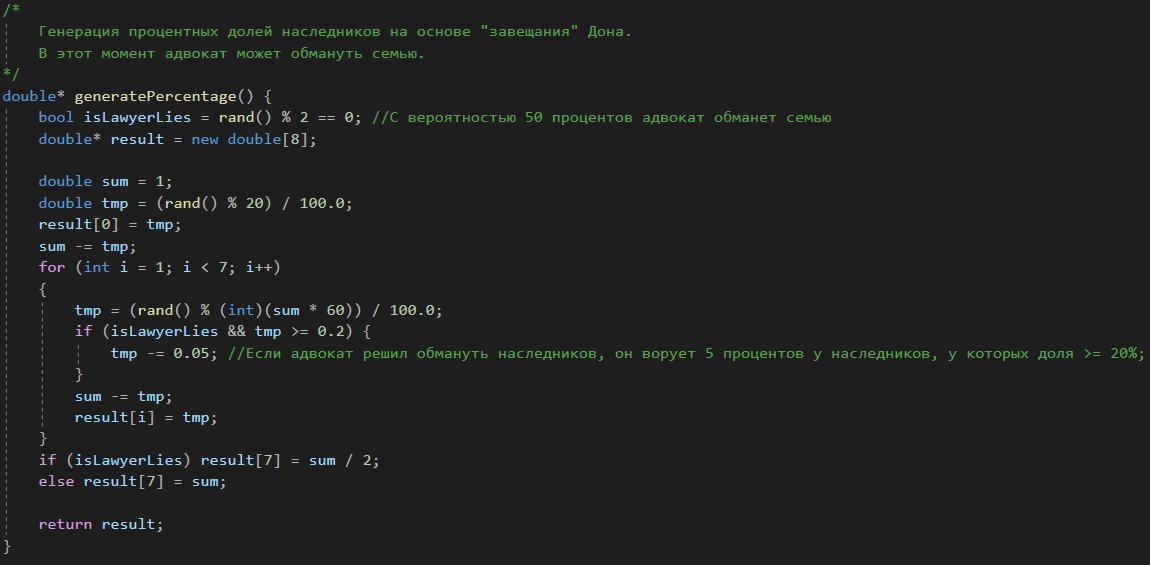 /*
    Генерация процентных долей наследников на основе "завещания" Дона.
    В этот момент адвокат может обмануть семью.
*/
double* generatePercentage() {
    bool isLawyerLies = rand() % 2 == 0; //С вероятностью 50 процентов адвокат обманет семью
    double* result = new double[8];

    double sum = 1;
    double tmp = (rand() % 20) / 100.0;
    result[0] = tmp;
    sum -= tmp;
    for (int i = 1; i < 7; i++)
    {
        tmp = (rand() % (int)(sum * 60)) / 100.0;
        if (isLawyerLies && tmp >= 0.2) {
            tmp -= 0.05; //Если адвокат решил обмануть наследников, он ворует 5 процентов у наследников, у которых доля >= 20%;
        }
        sum -= tmp;
        result[i] = tmp;
    }
    if (isLawyerLies) result[7] = sum / 2;
    else result[7] = sum;

    return result;
}